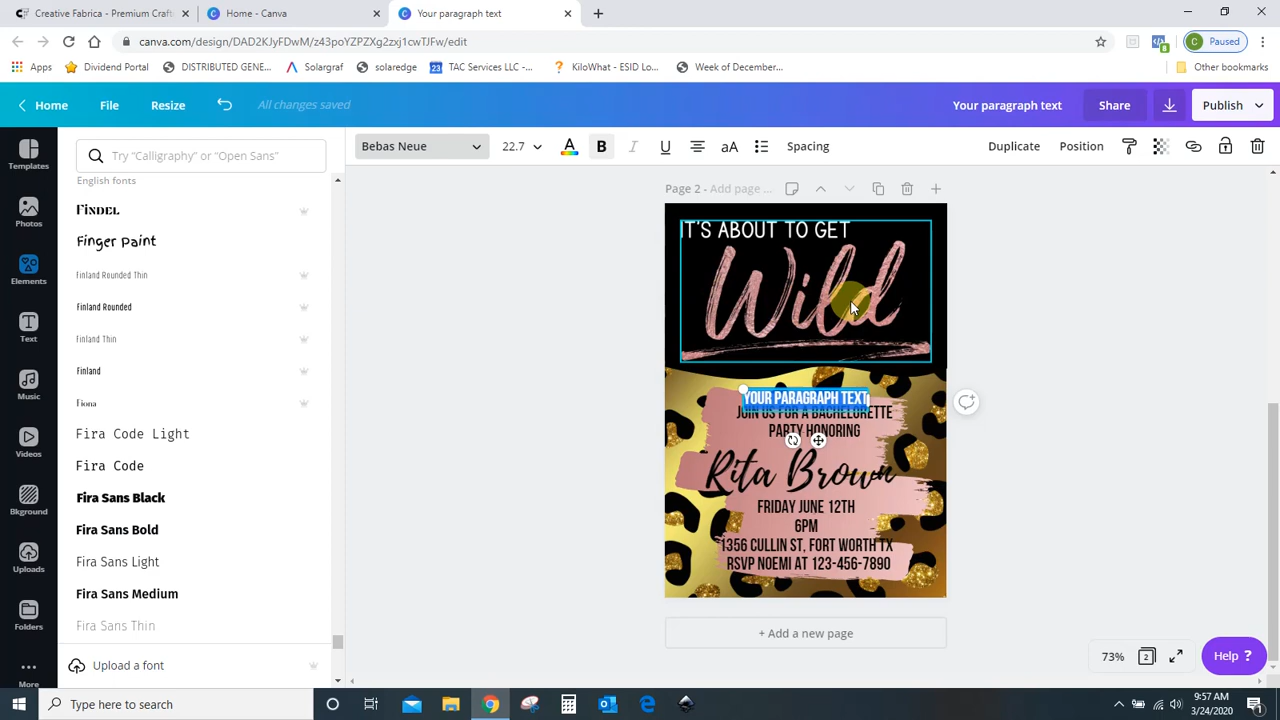 Creative Fabrica - Premium Craft
Home - Canva
Your paragraph text
canva.com/design/DAD2KJyFDwM/z43poYZPZXg2zxj1cwTJFw/edit
Paused
Apps
Dividend Portal
DISTRIBUTED GENE...
Solargraf
solaredge
23
TAC Services LLC -...
KiloWhat - ESID Lo...
Week of December...
Other bookmarks
Home
File
Resize
All changes saved
Your paragraph text
Share
Publish
Bebas Neue
22.7
A
B
I
U
aA
Spacing
Duplicate
Position
Templates
Photos
Elements
Text
Music
Videos
Bkground
Uploads
Folders
More
Try “Calligraphy” or “Open Sans”
English fonts
Findel
Finger Paint
Finland Rounded Thin
Finland Rounded
Finland Thin
Finland
Fiona
Fira Code Light
Fira Code
Fira Sans Black
Fira Sans Bold
Fira Sans Light
Fira Sans Medium
Fira Sans Thin
Upload a font
Page 2 - Add page ...
IT'S ABOUT TO GET
Wild
YOUR PARAGRAPH TEXT
JOIN US FOR A BACHELORETTE
PARTY HONORING
Rita Brown
FRIDAY JUNE 12TH
6PM
1356 CULLIN ST, FORT WORTH TX
RSVP NOEMI AT 123-456-7890
+ Add a new page
73%
2
Help ?
Type here to search
9:57 AM
3/24/2020